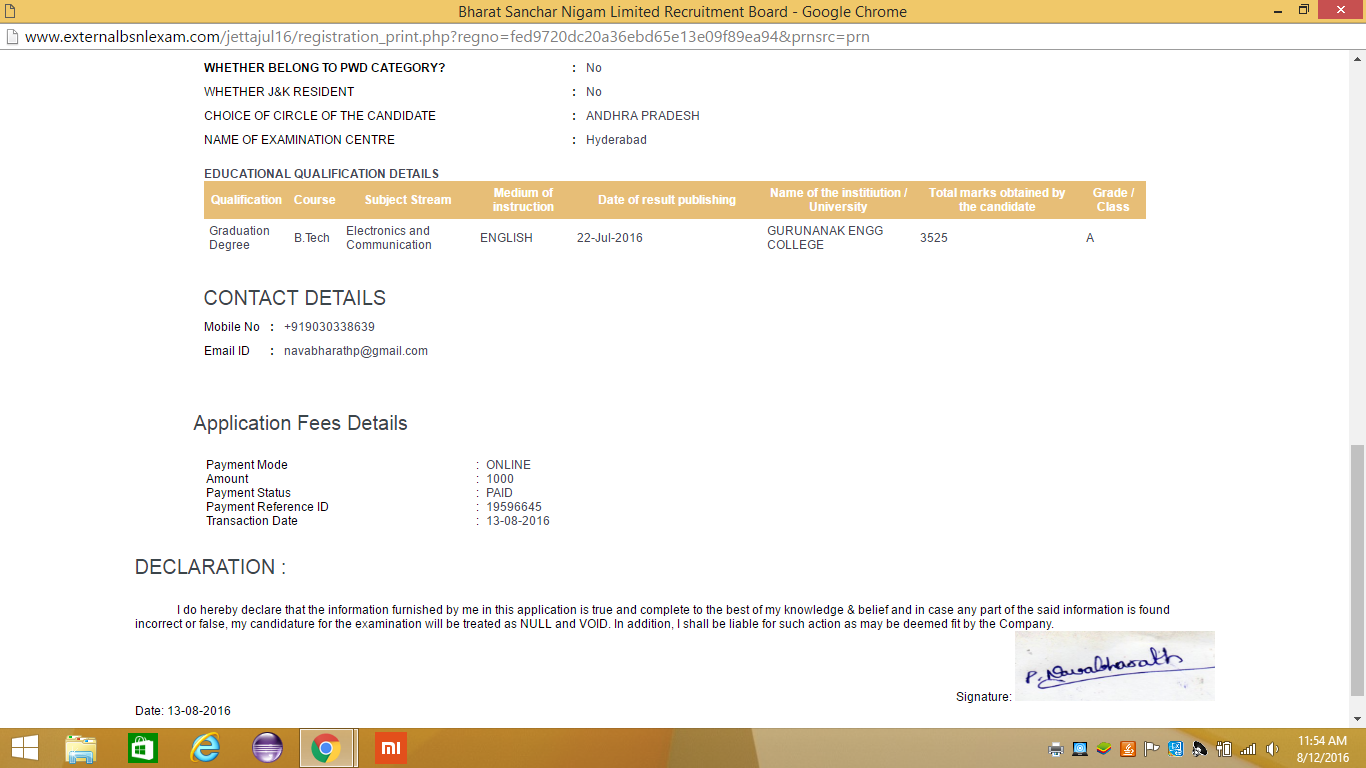 Bharat Sanchar Nigam Limited Recruitment Board - Google Chrome
www.externalbsnlexam.com/jettajul16/registration_print.php?regno=fed9720dc20a36ebd65e13e09f89ea94&prnsrc=prn
WHETHER BELONG TO PWD CATEGORY? : No
WHETHER J&K RESIDENT : No
CHOICE OF CIRCLE OF THE CANDIDATE : ANDHRA PRADESH
NAME OF EXAMINATION CENTRE : Hyderabad
EDUCATIONAL QUALIFICATION DETAILS
Qualification Course Subject Stream Medium of instruction Date of result publishing Name of the institiution / University Total marks obtained by the candidate Grade / Class
Graduation Degree B.Tech Electronics and Communication ENGLISH 22-Jul-2016 GURUNANAK ENGG COLLEGE 3525 A
CONTACT DETAILS
Mobile No : +919030338639
Email ID : navabharathp@gmail.com
Application Fees Details
Payment Mode : ONLINE
Amount : 1000
Payment Status : PAID
Payment Reference ID : 19596645
Transaction Date : 13-08-2016
DECLARATION :
I do hereby declare that the information furnished by me in this application is true and complete to the best of my knowledge & belief and in case any part of the said information is found
incorrect or false, my candidature for the examination will be treated as NULL and VOID. In addition, I shall be liable for such action as may be deemed fit by the Company.
Signature: P. Navabharath
Date: 13-08-2016
mi
11:54 AM
8/12/2016